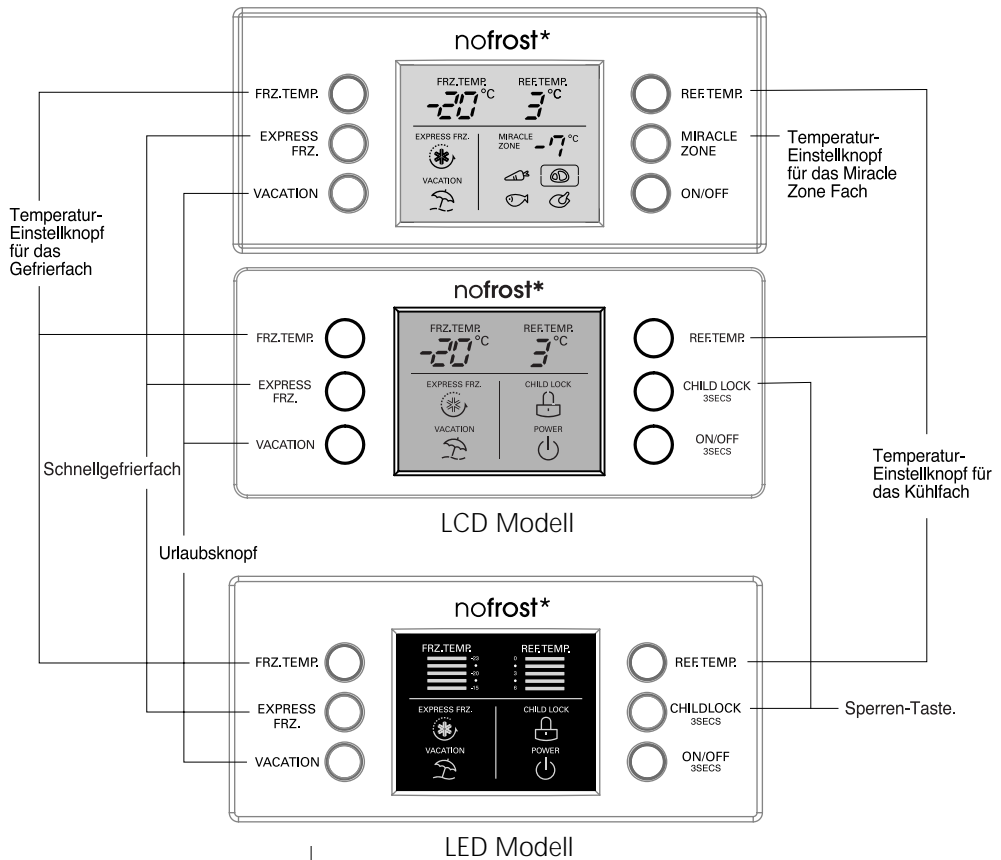 nofrost*
FRZ.TEMP.
EXPRESS
FRZ.
VACATION
FRZ.TEMP.
-20 °C
REF.TEMP.
3 °C
EXPRESS FRZ.
VACATION
MIRACLE
ZONE
-7 °C
REF.TEMP.
MIRACLE
ZONE
ON/OFF
Temperatur-
Einstellknopf
für das Miracle
Zone Fach
Temperatur-
Einstellknopf
für das
Gefrierfach
nofrost*
FRZ.TEMP.
EXPRESS
FRZ.
VACATION
FRZ.TEMP.
-20 °C
REF.TEMP.
3 °C
EXPRESS FRZ.
VACATION
CHILD LOCK
POWER
REF.TEMP.
CHILD LOCK
3SECS
ON/OFF
3SECS
LCD Modell
Schnellgefrierfach
Temperatur-
Einstellknopf für
das Kühlfach
Urlaubsknopf
nofrost*
FRZ.TEMP.
EXPRESS
FRZ.
VACATION
FRZ.TEMP.
-23
-20
-15
REF.TEMP.
0
3
6
EXPRESS FRZ.
VACATION
CHILD LOCK
POWER
REF.TEMP.
CHILDLOCK
3SECS
ON/OFF
3SECS
Sperren-Taste.
LED Modell